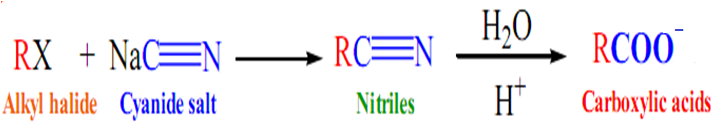 RX + NaC≡N → RC≡N H₂O H⁺ → RCOO⁻
Alkyl halide Cyanide salt Nitriles Carboxylic acids